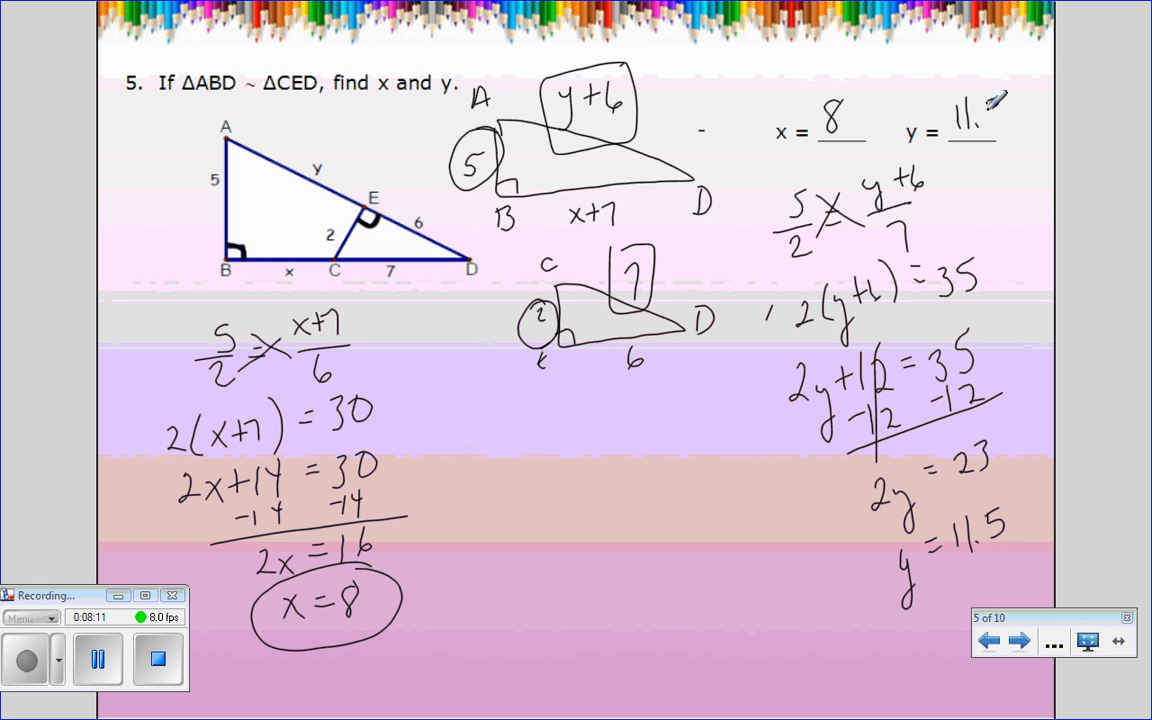 5. If ΔABD ~ ΔCED, find x and y.
x = 8 y = 11.
A
y
5
E
6
2
B
x
C
7
D
A
y+6
5
B
x+7
D
C
7
2
D
6
5/2 = (x+7)/6
2(x+7) = 30
2x+14 = 30
-14 -14
2x = 16
x = 8
5/2 = (y+6)/7
2(y+6) = 35
2y+12 = 35
-12 -12
2y = 23
y = 11.5
Recording...
Menu 0:08:11 8.0 fps
5 of 10
...